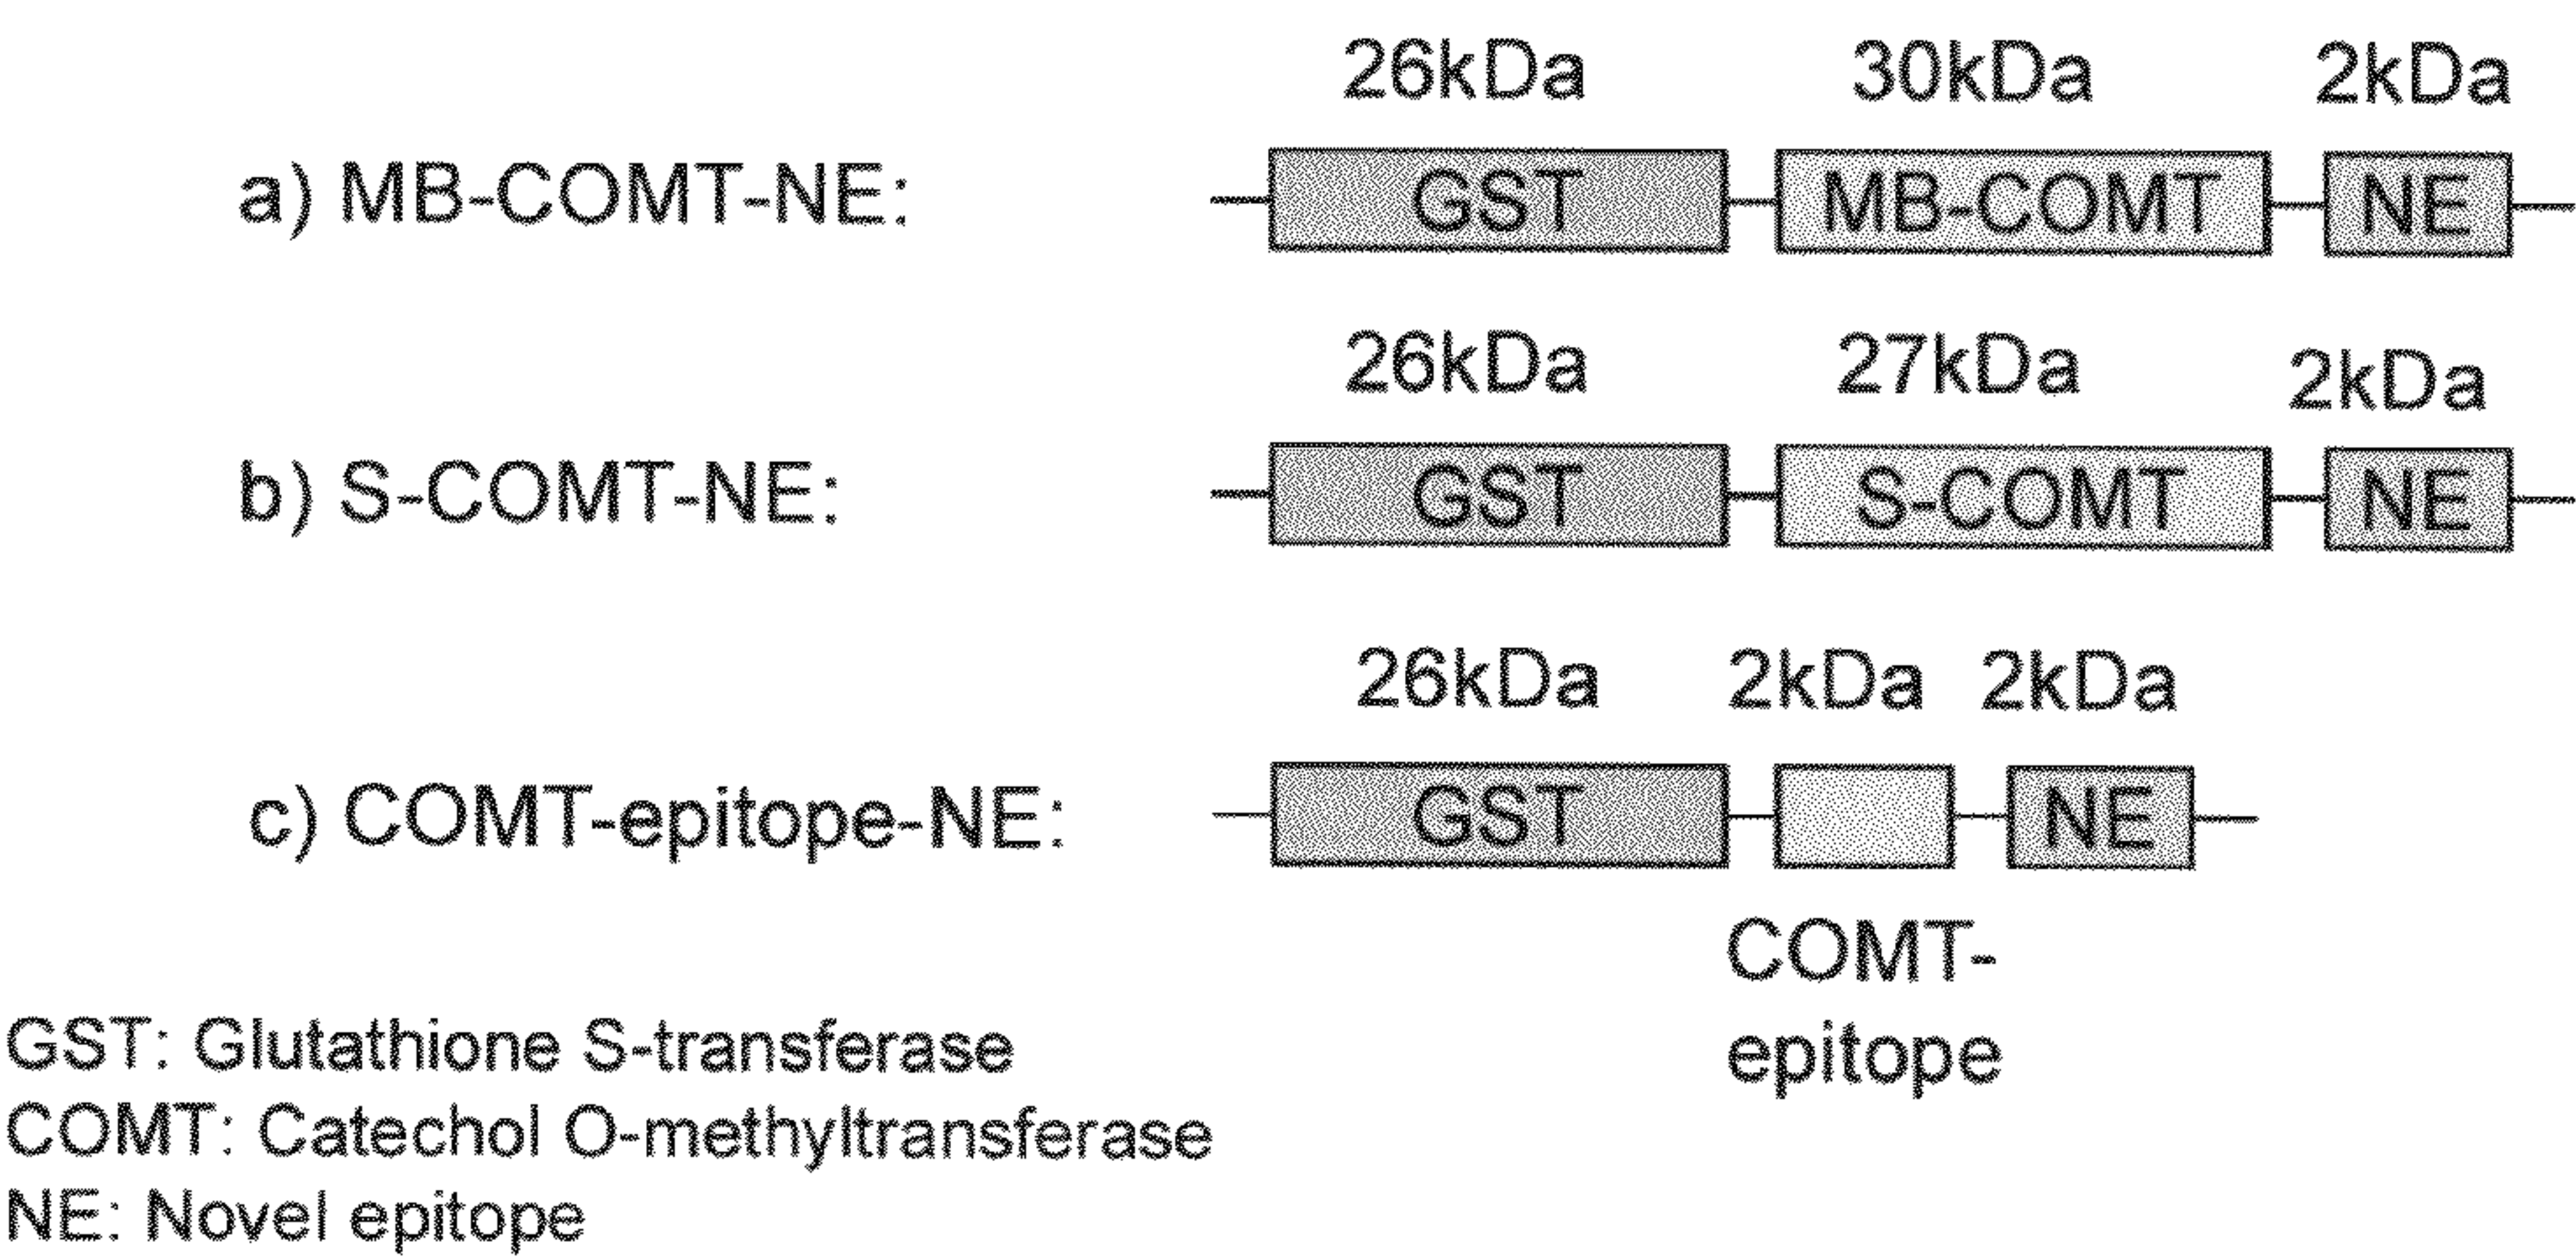 26kDa 30kDa 2kDa
a) MB-COMT-NE: GST MB-COMT NE
26kDa 27kDa 2kDa
b) S-COMT-NE: GST S-COMT NE
26kDa 2kDa 2kDa
c) COMT-epitope-NE: GST NE
COMT-
epitope
GST: Glutathione S-transferase
COMT: Catechol O-methyltransferase
NE: Novel epitope